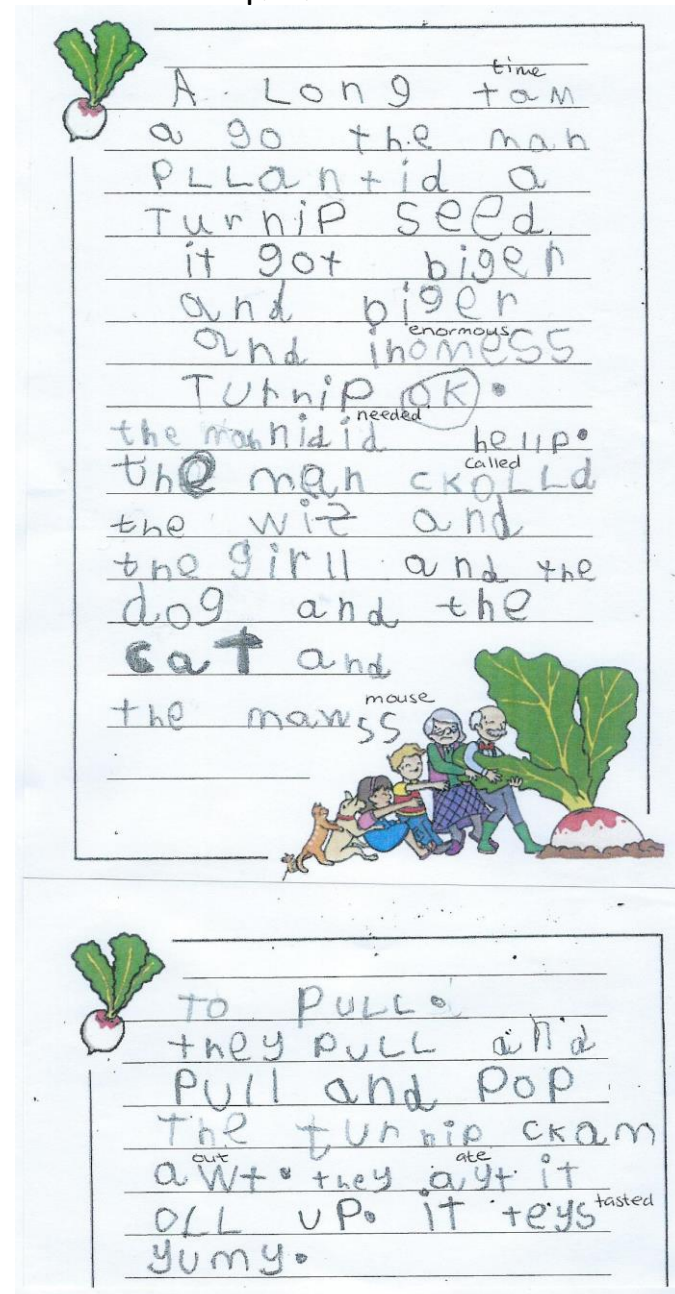 time
A Long tam
a go the man
PLLantid a
Turnip seed.
it got biger
and biger
enormous
and inomess
Turnip OK.
needed
the man nidid hellp.
called
the man ckolld
the wif and
the girll and the
dog and the
cat and
mouse
the mawss
to PULL.
they PULL and
Pull and Pop
The turnip ckam
out ate
awt. they ayt it
oLL uP. it teys tasted
yumy.